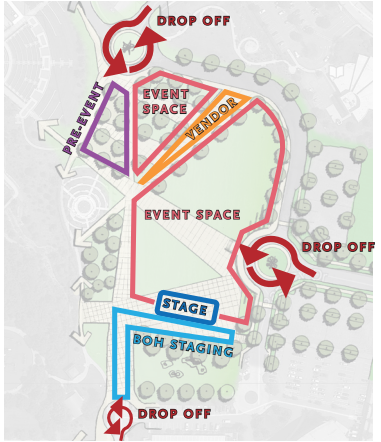 DROP OFF
EVENT
SPACE
VENDOR
PRE-EVENT
EVENT SPACE
DROP OFF
STAGE
BOH STAGING
DROP OFF